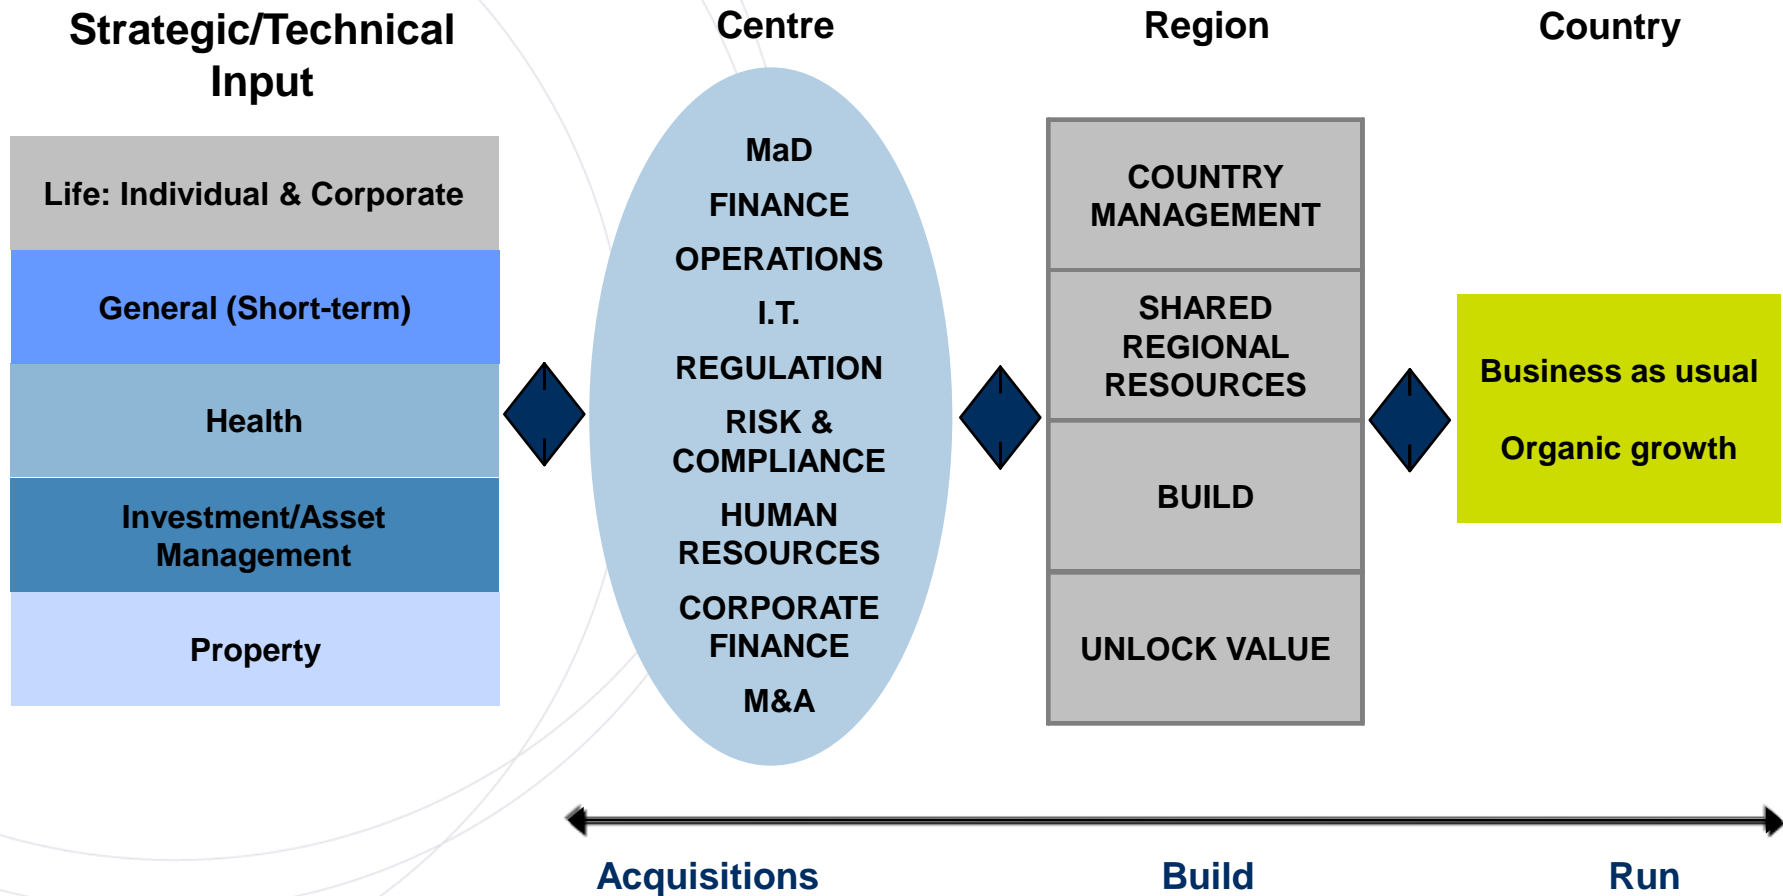 Strategic/Technical
Input
Centre
Region
Country
Life: Individual & Corporate
General (Short-term)
Health
Investment/Asset
Management
Property
MaD
FINANCE
OPERATIONS
I.T.
REGULATION
RISK &
COMPLIANCE
HUMAN
RESOURCES
CORPORATE
FINANCE
M&A
COUNTRY
MANAGEMENT
SHARED
REGIONAL
RESOURCES
BUILD
UNLOCK VALUE
Business as usual
Organic growth
Acquisitions
Build
Run